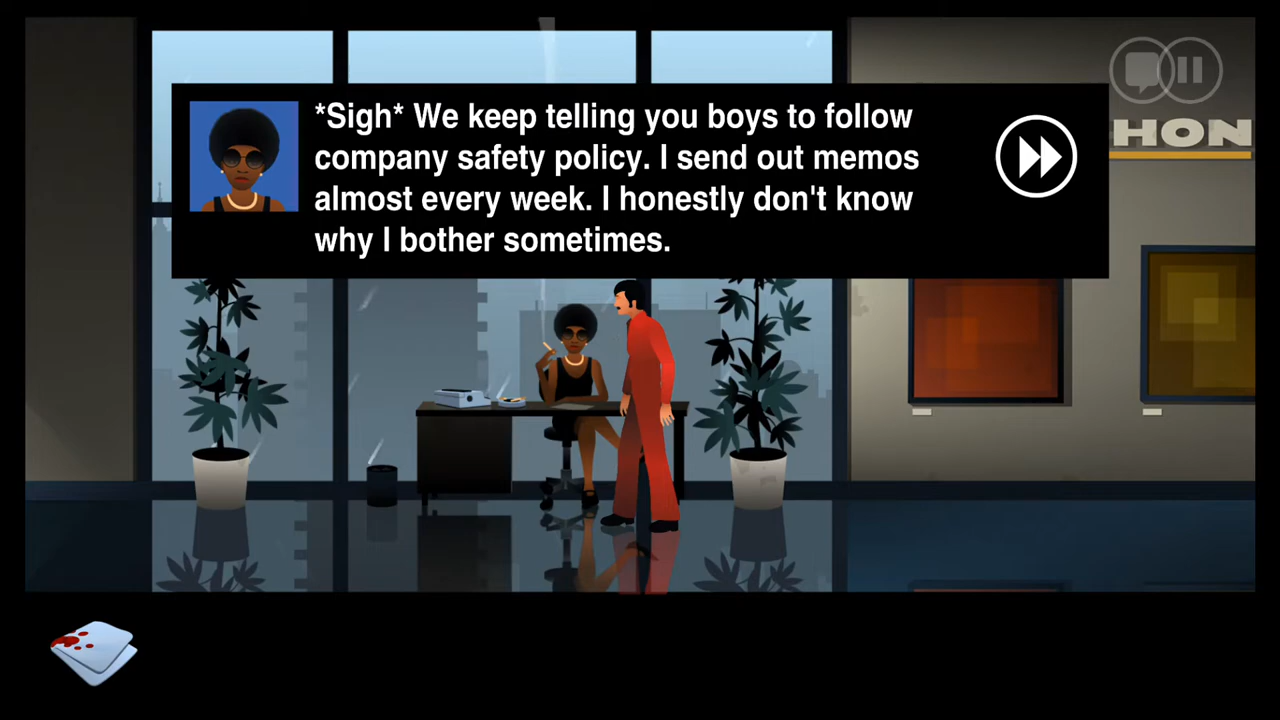 *Sigh* We keep telling you boys to follow
company safety policy. I send out memos
almost every week. I honestly don't know
why I bother sometimes.
HON